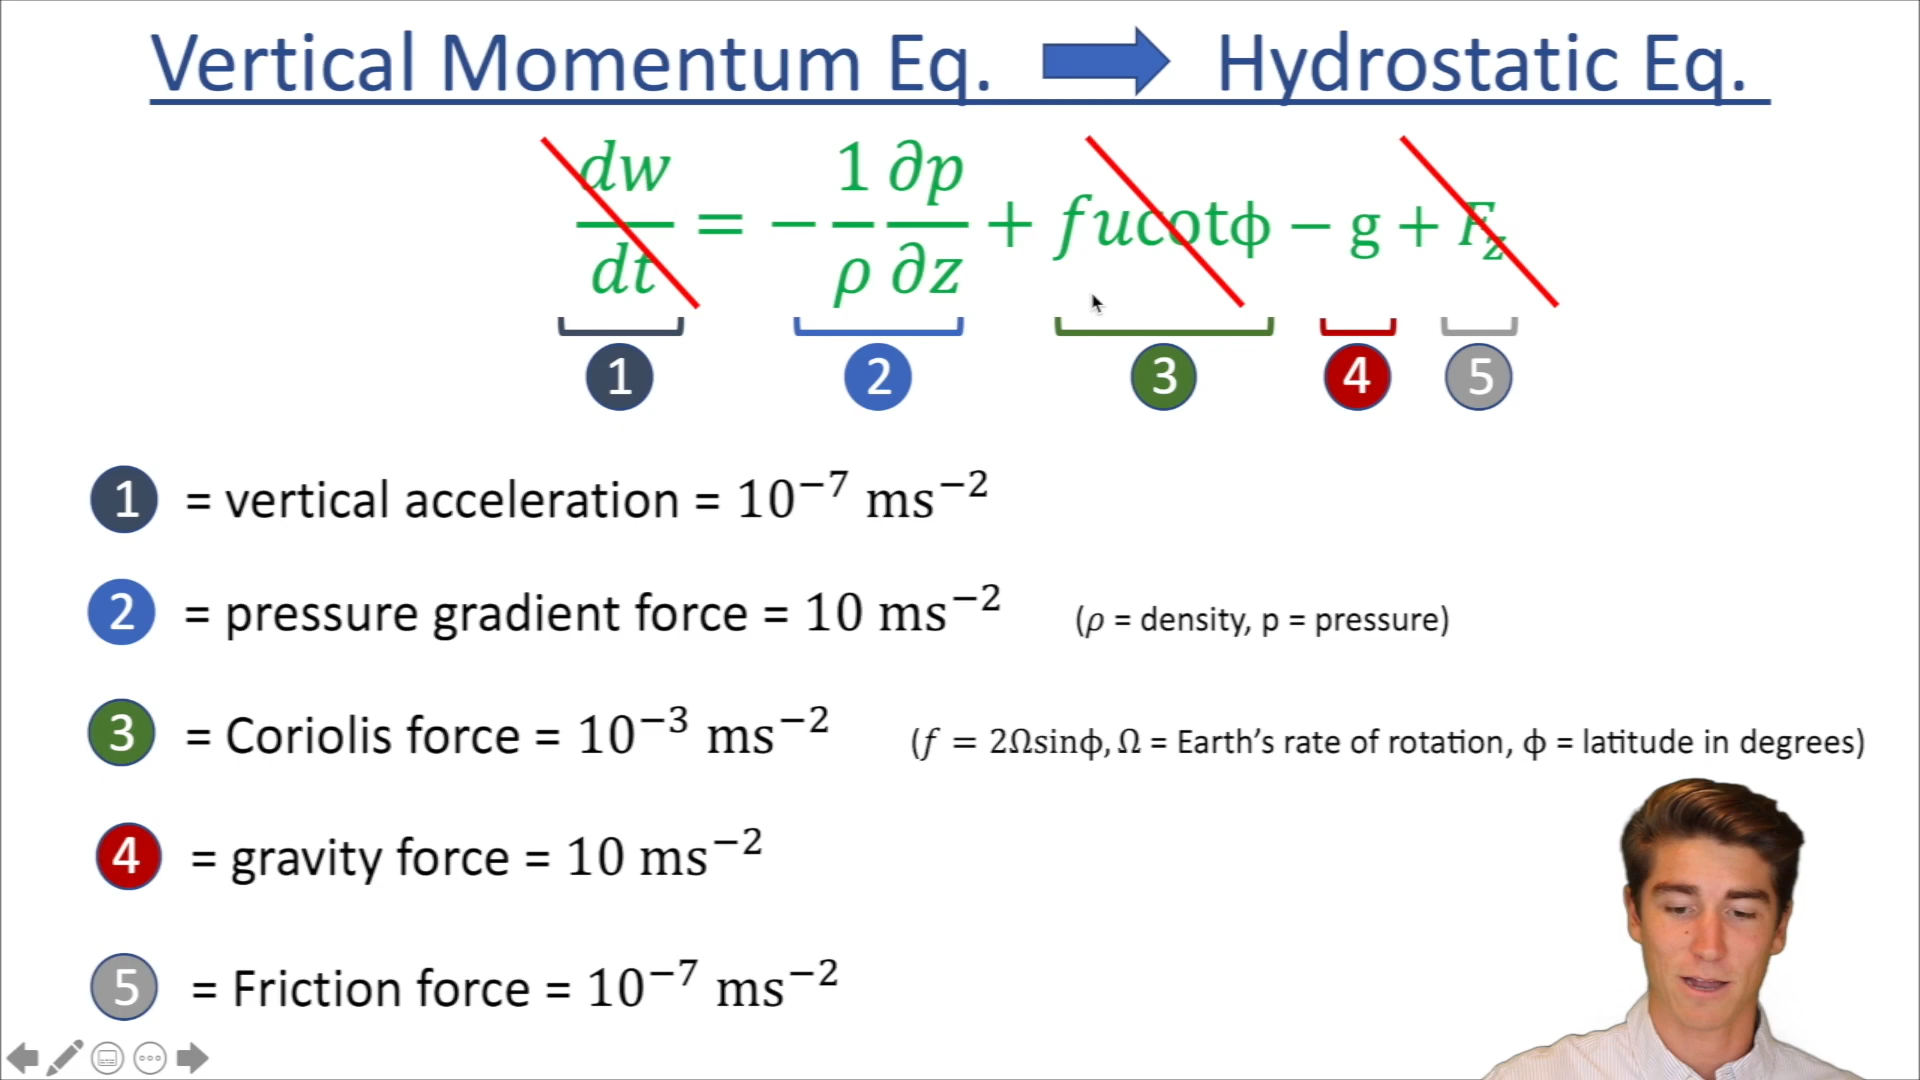 Vertical Momentum Eq. Hydrostatic Eq.
dw/dt = − 1/ρ ∂p/∂z + fucotϕ − g + F_z
1 2 3 4 5
1 = vertical acceleration = 10⁻⁷ ms⁻²
2 = pressure gradient force = 10 ms⁻² (ρ = density, p = pressure)
3 = Coriolis force = 10⁻³ ms⁻² (f = 2Ωsinϕ, Ω = Earth’s rate of rotation, ϕ = latitude in degrees)
4 = gravity force = 10 ms⁻²
5 = Friction force = 10⁻⁷ ms⁻²